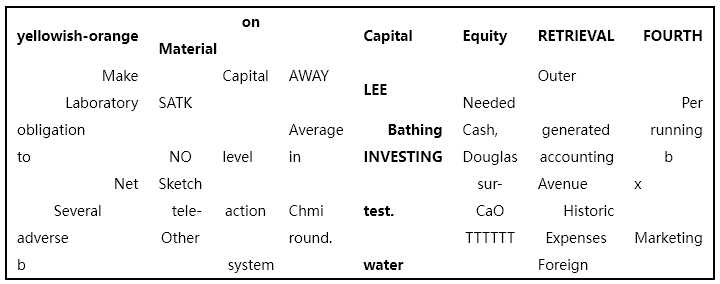 yellowish-orange on Material Capital Equity RETRIEVAL FOURTH
Make Capital AWAY LEE Outer
Laboratory SATK Needed Per
obligation Average Bathing Cash, generated running
to NO level in INVESTING Douglas accounting b
Net Sketch sur- Avenue x
Several tele- action Chmi test. CaO Historic
adverse Other round. TTTTTT Expenses Marketing
b system water Foreign